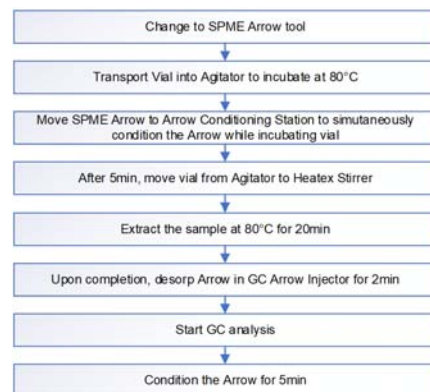 Change to SPME Arrow tool
Transport Vial into Agitator to incubate at 80°C
Move SPME Arrow to Arrow Conditioning Station to simutaneously
condition the Arrow while incubating vial
After 5min, move vial from Agitator to Heatex Stirrer
Extract the sample at 80°C for 20min
Upon completion, desorp Arrow in GC Arrow Injector for 2min
Start GC analysis
Condition the Arrow for 5min